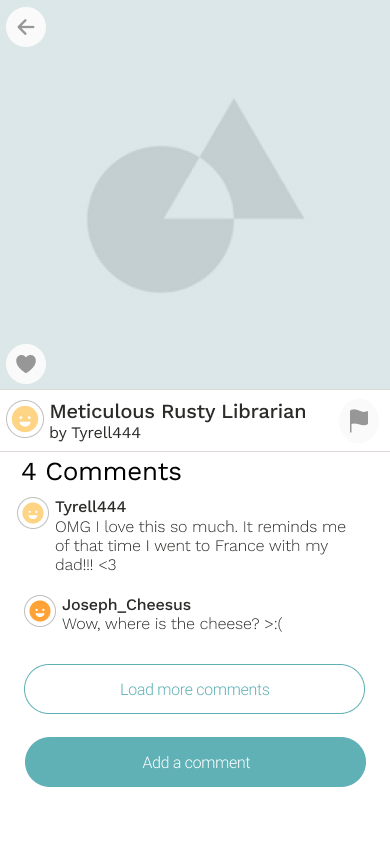 Meticulous Rusty Librarian
by Tyrell444
4 Comments
Tyrell444
OMG I love this so much. It reminds me
of that time I went to France with my
dad!!! <3
Joseph_Cheesus
Wow, where is the cheese? >:(
Load more comments
Add a comment